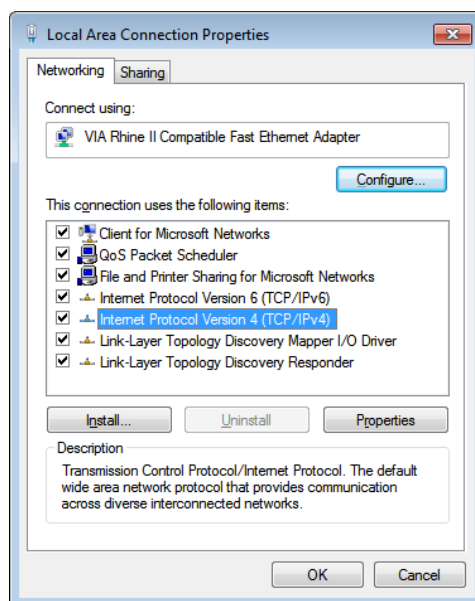 Local Area Connection Properties
Networking
Sharing
Connect using:
VIA Rhine II Compatible Fast Ethernet Adapter
Configure...
This connection uses the following items:
Client for Microsoft Networks
QoS Packet Scheduler
File and Printer Sharing for Microsoft Networks
Internet Protocol Version 6 (TCP/IPv6)
Internet Protocol Version 4 (TCP/IPv4)
Link-Layer Topology Discovery Mapper I/O Driver
Link-Layer Topology Discovery Responder
Install...
Uninstall
Properties
Description
Transmission Control Protocol/Internet Protocol. The default
wide area network protocol that provides communication
across diverse interconnected networks.
OK
Cancel